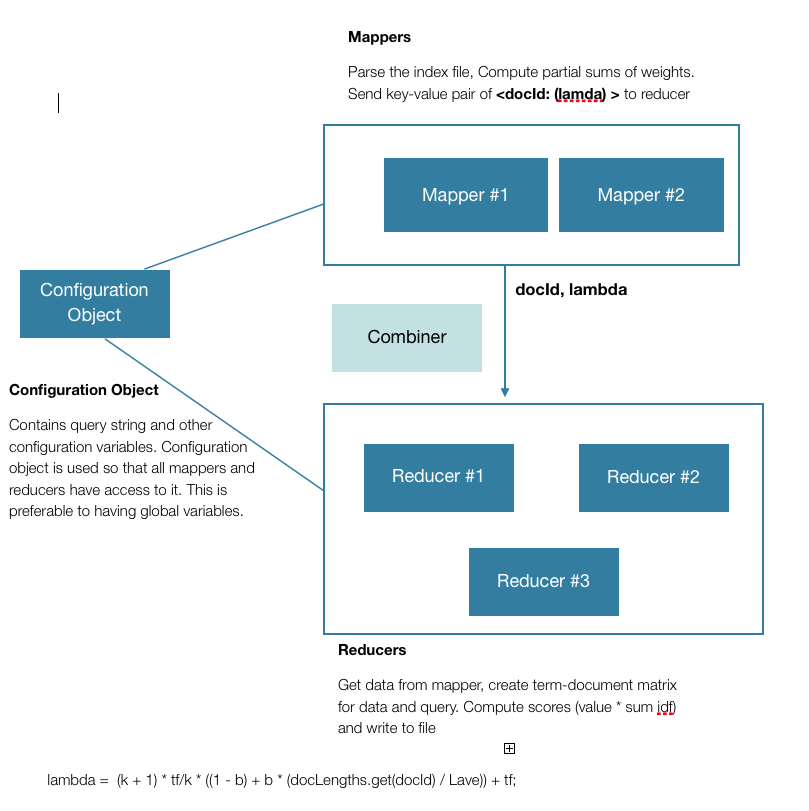 Mappers
Parse the index file, Compute partial sums of weights.
Send key-value pair of <docId: (lamda) > to reducer
Mapper #1
Mapper #2
docId, lambda
Configuration
Object
Combiner
Configuration Object
Contains query string and other
configuration variables. Configuration
object is used so that all mappers and
reducers have access to it. This is
preferable to having global variables.
Reducer #1
Reducer #2
Reducer #3
Reducers
Get data from mapper, create term-document matrix
for data and query. Compute scores (value * sum idf)
and write to file
lambda =  (k + 1) * tf/k * ((1 - b) + b * (docLengths.get(docId) / Lave)) + tf;